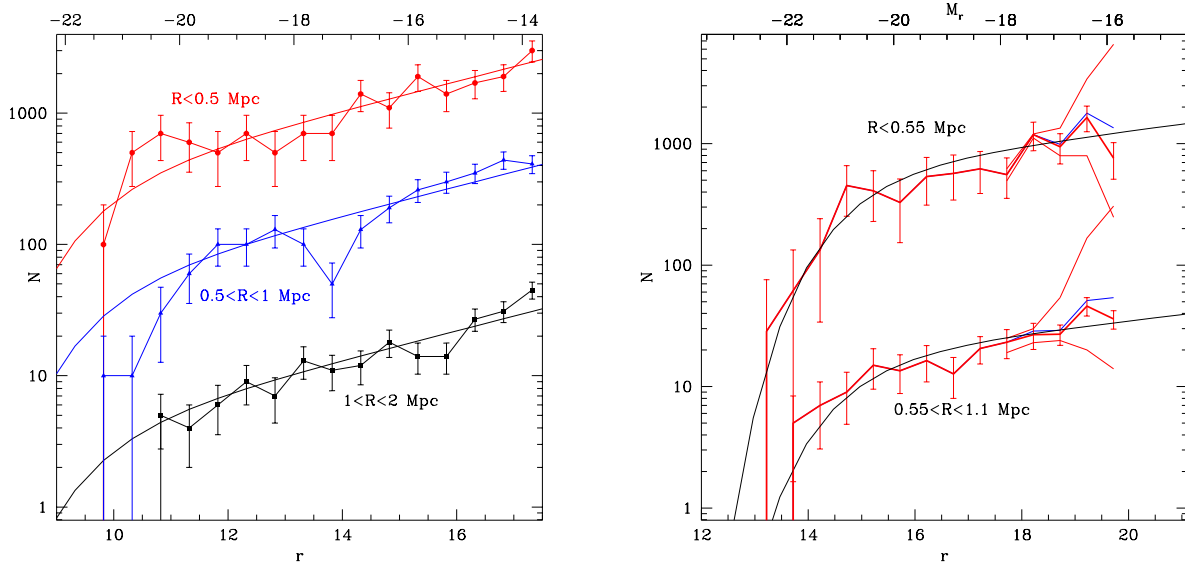 −22 −20 −18 −16 −14
1000
100
10
1
N
R<0.5 Mpc
0.5<R<1 Mpc
1<R<2 Mpc
10 12 14 16
r
M_r
−22 −20 −18 −16
1000
100
10
1
N
R<0.55 Mpc
0.55<R<1.1 Mpc
12 14 16 18 20
r